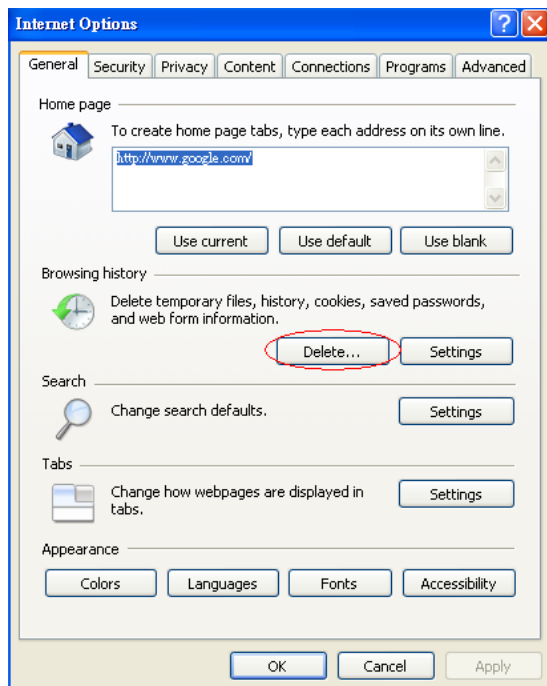 Internet Options
General Security Privacy Content Connections Programs Advanced
Home page
To create home page tabs, type each address on its own line.
http://www.google.com/
Use current Use default Use blank
Browsing history
Delete temporary files, history, cookies, saved passwords,
and web form information.
Delete... Settings
Search
Change search defaults. Settings
Tabs
Change how webpages are displayed in
tabs.
Settings
Appearance
Colors Languages Fonts Accessibility
OK Cancel Apply